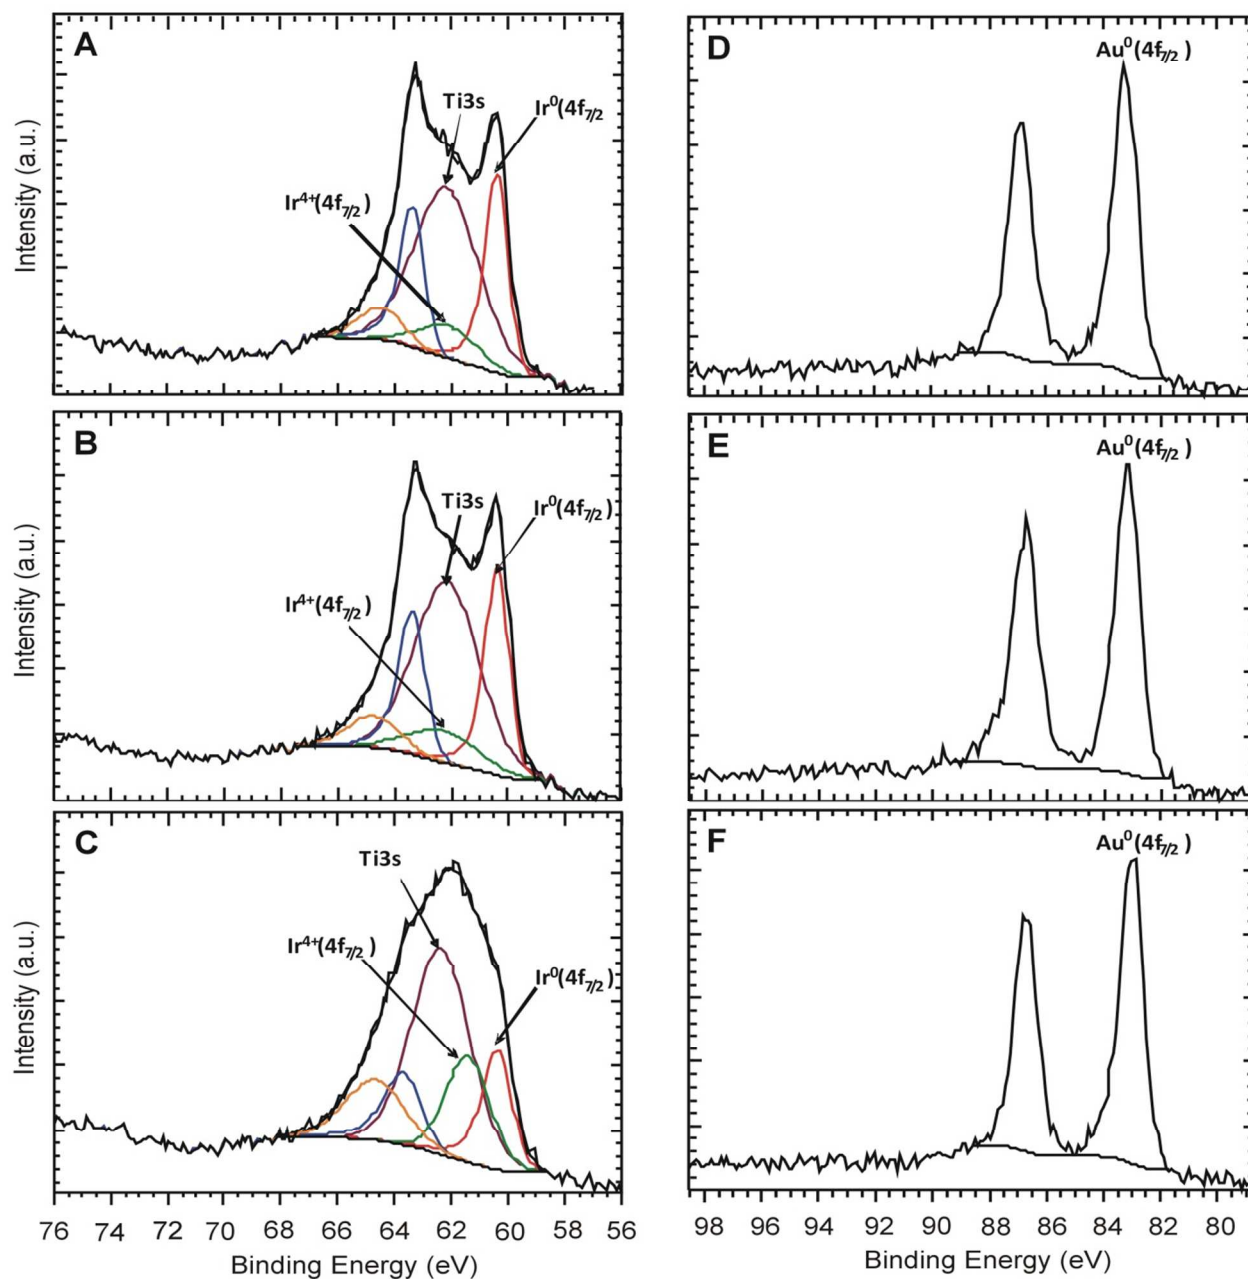 A
Ti3s
Ir⁰(4f7/2
Ir⁴⁺(4f7/2)
Intensity (a.u.)
B
Ti3s
Ir⁰(4f7/2)
Ir⁴⁺(4f7/2)
Intensity (a.u.)
C
Ti3s
Ir⁴⁺(4f7/2)
Ir⁰(4f7/2)
Intensity (a.u.)
76 74 72 70 68 66 64 62 60 58 56
Binding Energy (eV)
D
Au⁰(4f7/2 )
E
Au⁰(4f7/2 )
F
Au⁰(4f7/2 )
98 96 94 92 90 88 86 84 82 80
Binding Energy (eV)